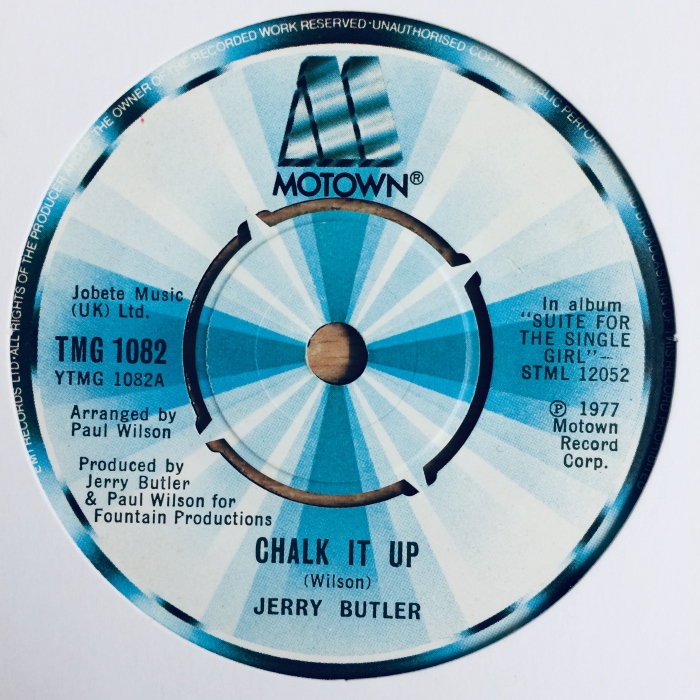 EMI RECORDS LTD·ALL RIGHTS OF THE PRODUCER AND THE OWNER OF THE RECORDED WORK RESERVED·UNAUTHORISED COPYING PUBLIC PERFOR
MOTOWN®
Jobete Music
(UK) Ltd.
TMG 1082
YTMG 1082A
Arranged by
Paul Wilson
Produced by
Jerry Butler
& Paul Wilson for
Fountain Productions
In album
"SUITE FOR
THE SINGLE
GIRL"—
STML 12052
℗ 1977
Motown
Record
Corp.
CHALK IT UP
(Wilson)
JERRY BUTLER